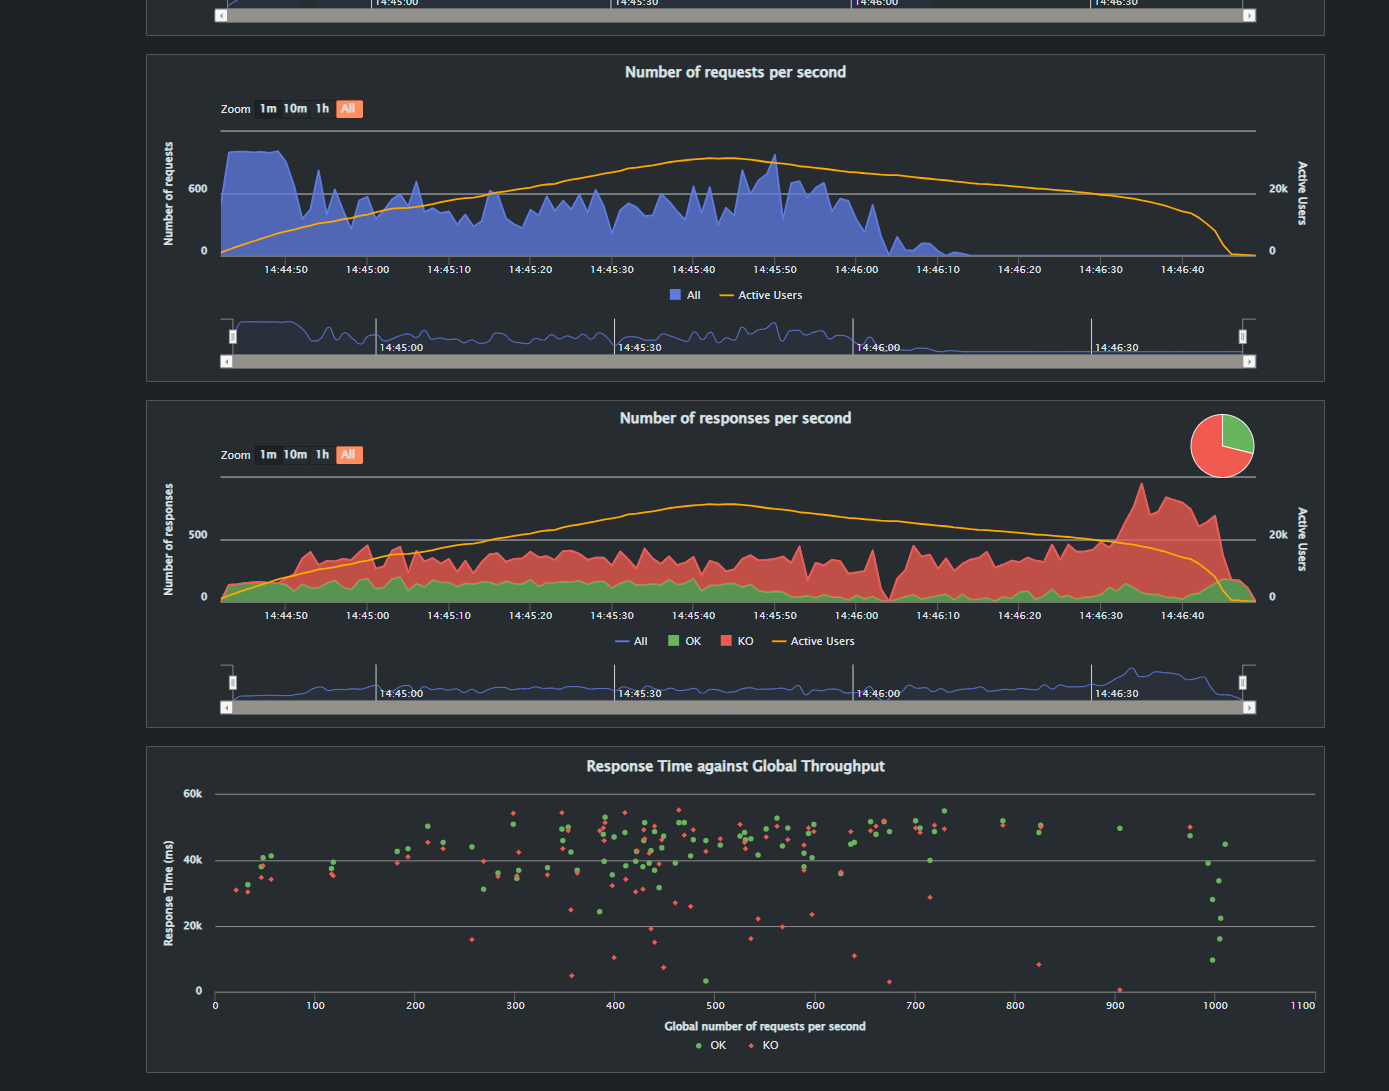 14:45:00 14:45:30 14:46:00 14:46:30
Number of requests per second
Zoom 1m 10m 1h All
Number of requests
Active Users
600 20k
0 0
14:44:50 14:45:00 14:45:10 14:45:20 14:45:30 14:45:40 14:45:50 14:46:00 14:46:10 14:46:20 14:46:30 14:46:40
All Active Users
14:45:00 14:45:30 14:46:00 14:46:30
Number of responses per second
Zoom 1m 10m 1h All
Number of responses
Active Users
500 20k
0 0
14:44:50 14:45:00 14:45:10 14:45:20 14:45:30 14:45:40 14:45:50 14:46:00 14:46:10 14:46:20 14:46:30 14:46:40
All OK KO Active Users
14:45:00 14:45:30 14:46:00 14:46:30
Response Time against Global Throughput
Response Time (ms)
60k
40k
20k
0
0 100 200 300 400 500 600 700 800 900 1000 1100
Global number of requests per second
OK KO